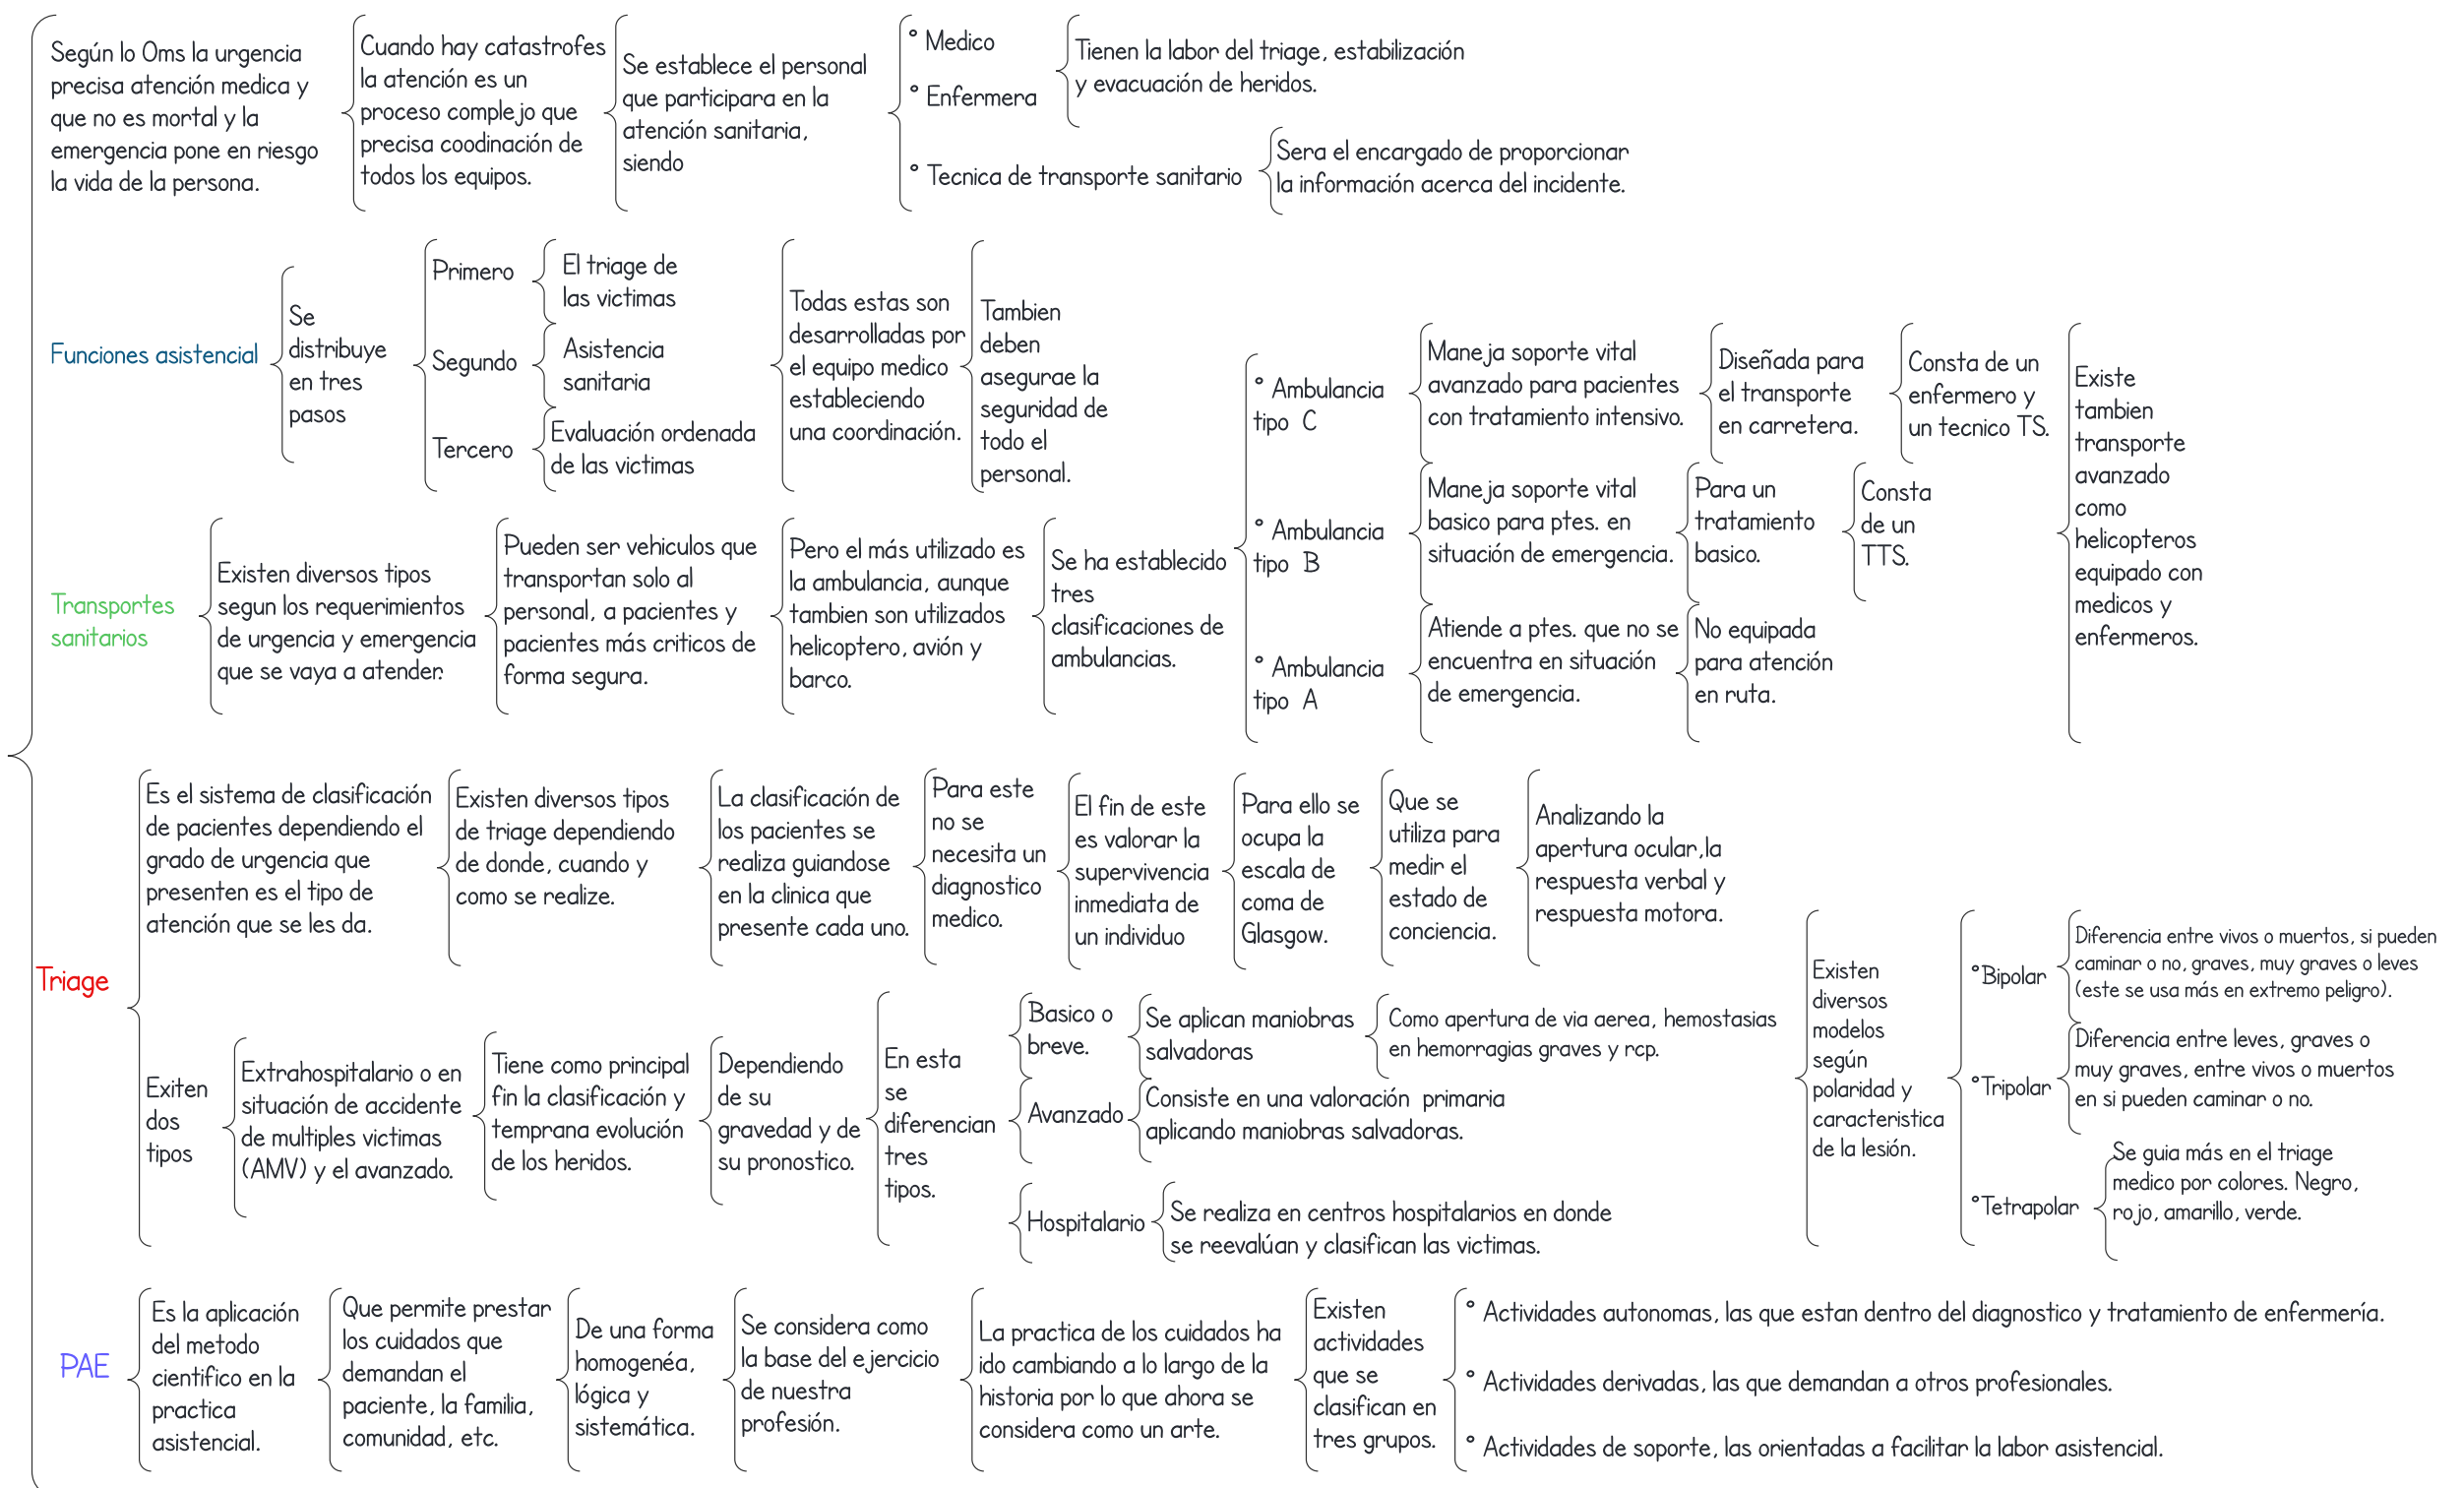 Según lo Oms la urgencia
precisa atención medica y
que no es mortal y la
emergencia pone en riesgo
la vida de la persona.
Cuando hay catastrofes
la atención es un
proceso complejo que
precisa coodinación de
todos los equipos.
Se establece el personal
que participara en la
atención sanitaria,
siendo
° Medico
° Enfermera
Tienen la labor del triage, estabilización
y evacuación de heridos.
° Tecnica de transporte sanitario
Sera el encargado de proporcionar
la información acerca del incidente.
Funciones asistencial
Se
distribuye
en tres
pasos
Primero
El triage de
las victimas
Segundo
Asistencia
sanitaria
Tercero
Evaluación ordenada
de las victimas
Todas estas son
desarrolladas por
el equipo medico
estableciendo
una coordinación.
Tambien
deben
asegurae la
seguridad de
todo el
personal.
Transportes
sanitarios
Existen diversos tipos
segun los requerimientos
de urgencia y emergencia
que se vaya a atender.
Pueden ser vehiculos que
transportan solo al
personal, a pacientes y
pacientes más criticos de
forma segura.
Pero el más utilizado es
la ambulancia, aunque
tambien son utilizados
helicoptero, avión y
barco.
Se ha establecido
tres
clasificaciones de
ambulancias.
° Ambulancia
tipo C
Maneja soporte vital
avanzado para pacientes
con tratamiento intensivo.
Diseñada para
el transporte
en carretera.
Consta de un
enfermero y
un tecnico TS.
° Ambulancia
tipo B
Maneja soporte vital
basico para ptes. en
situación de emergencia.
Para un
tratamiento
basico.
Consta
de un
TTS.
° Ambulancia
tipo A
Atiende a ptes. que no se
encuentra en situación
de emergencia.
No equipada
para atención
en ruta.
Existe
tambien
transporte
avanzado
como
helicopteros
equipado con
medicos y
enfermeros.
Triage
Es el sistema de clasificación
de pacientes dependiendo el
grado de urgencia que
presenten es el tipo de
atención que se les da.
Existen diversos tipos
de triage dependiendo
de donde, cuando y
como se realize.
La clasificación de
los pacientes se
realiza guiandose
en la clinica que
presente cada uno.
Para este
no se
necesita un
diagnostico
medico.
El fin de este
es valorar la
supervivencia
inmediata de
un individuo
Para ello se
ocupa la
escala de
coma de
Glasgow.
Que se
utiliza para
medir el
estado de
conciencia.
Analizando la
apertura ocular,la
respuesta verbal y
respuesta motora.
Exiten
dos
tipos
Extrahospitalario o en
situación de accidente
de multiples victimas
(AMV) y el avanzado.
Tiene como principal
fin la clasificación y
temprana evolución
de los heridos.
Dependiendo
de su
gravedad y de
su pronostico.
En esta
se
diferencian
tres
tipos.
Basico o
breve.
Se aplican maniobras
salvadoras
Como apertura de via aerea, hemostasias
en hemorragias graves y rcp.
Avanzado
Consiste en una valoración primaria
aplicando maniobras salvadoras.
Hospitalario
Se realiza en centros hospitalarios en donde
se reevalúan y clasifican las victimas.
Existen
diversos
modelos
según
polaridad y
caracteristica
de la lesión.
°Bipolar
Diferencia entre vivos o muertos, si pueden
caminar o no, graves, muy graves o leves
(este se usa más en extremo peligro).
°Tripolar
Diferencia entre leves, graves o
muy graves, entre vivos o muertos
en si pueden caminar o no.
°Tetrapolar
Se guia más en el triage
medico por colores. Negro,
rojo, amarillo, verde.
PAE
Es la aplicación
del metodo
cientifico en la
practica
asistencial.
Que permite prestar
los cuidados que
demandan el
paciente, la familia,
comunidad, etc.
De una forma
homogenéa,
lógica y
sistemática.
Se considera como
la base del ejercicio
de nuestra
profesión.
La practica de los cuidados ha
ido cambiando a lo largo de la
historia por lo que ahora se
considera como un arte.
Existen
actividades
que se
clasifican en
tres grupos.
° Actividades autonomas, las que estan dentro del diagnostico y tratamiento de enfermería.
° Actividades derivadas, las que demandan a otros profesionales.
° Actividades de soporte, las orientadas a facilitar la labor asistencial.